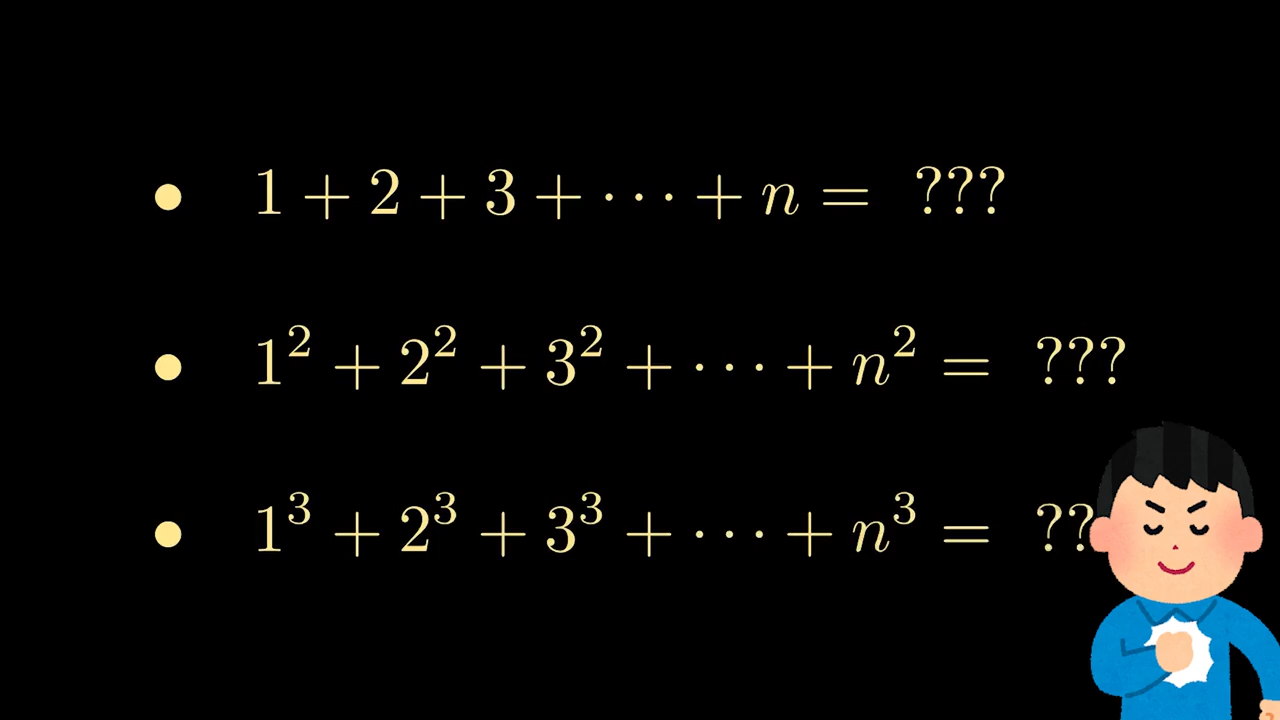 • 1 + 2 + 3 + ⋯ + n = ???
• 1² + 2² + 3² + ⋯ + n² = ???
• 1³ + 2³ + 3³ + ⋯ + n³ = ??